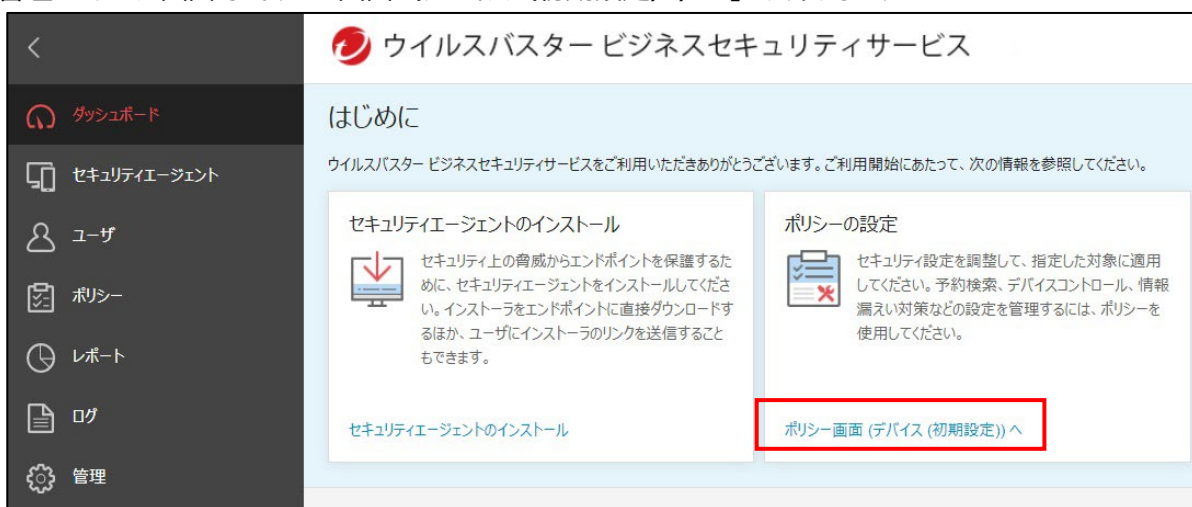 ウイルスバスター ビジネスセキュリティサービス
ダッシュボード
セキュリティエージェント
ユーザ
ポリシー
レポート
ログ
管理
はじめに
ウイルスバスター ビジネスセキュリティサービスをご利用いただきありがとうございます。ご利用開始にあたって、次の情報を参照してください。
セキュリティエージェントのインストール
セキュリティ上の脅威からエンドポイントを保護するた
めに、セキュリティエージェントをインストールしてくださ
い。インストーラをエンドポイントに直接ダウンロードす
るほか、ユーザにインストーラのリンクを送信すること
もできます。
セキュリティエージェントのインストール
ポリシーの設定
セキュリティ設定を調整して、指定した対象に適用
してください。予約検索、デバイスコントロール、情報
漏えい対策などの設定を管理するには、ポリシーを
使用してください。
ポリシー画面 (デバイス (初期設定)) へ